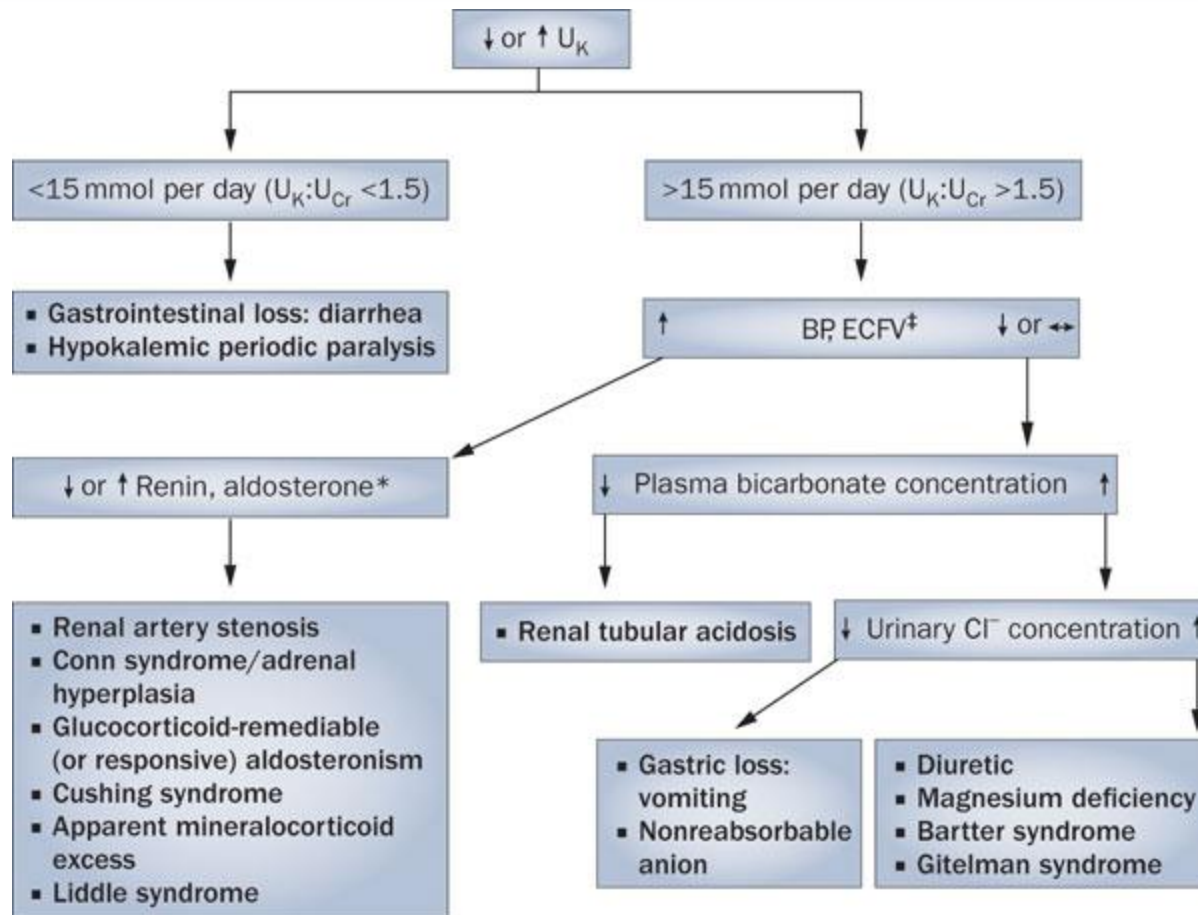 ↓ or ↑ U_K
<15 mmol per day (U_K:U_Cr <1.5)
>15 mmol per day (U_K:U_Cr >1.5)
▪ Gastrointestinal loss: diarrhea
▪ Hypokalemic periodic paralysis
↑ BP, ECFV‡ ↓ or ↔
↓ or ↑ Renin, aldosterone*
↓ Plasma bicarbonate concentration ↑
▪ Renal artery stenosis
▪ Conn syndrome/adrenal
hyperplasia
▪ Glucocorticoid-remediable
(or responsive) aldosteronism
▪ Cushing syndrome
▪ Apparent mineralocorticoid
excess
▪ Liddle syndrome
▪ Renal tubular acidosis
↓ Urinary Cl⁻ concentration ↑
▪ Gastric loss:
vomiting
▪ Nonreabsorbable
anion
▪ Diuretic
▪ Magnesium deficiency
▪ Bartter syndrome
▪ Gitelman syndrome